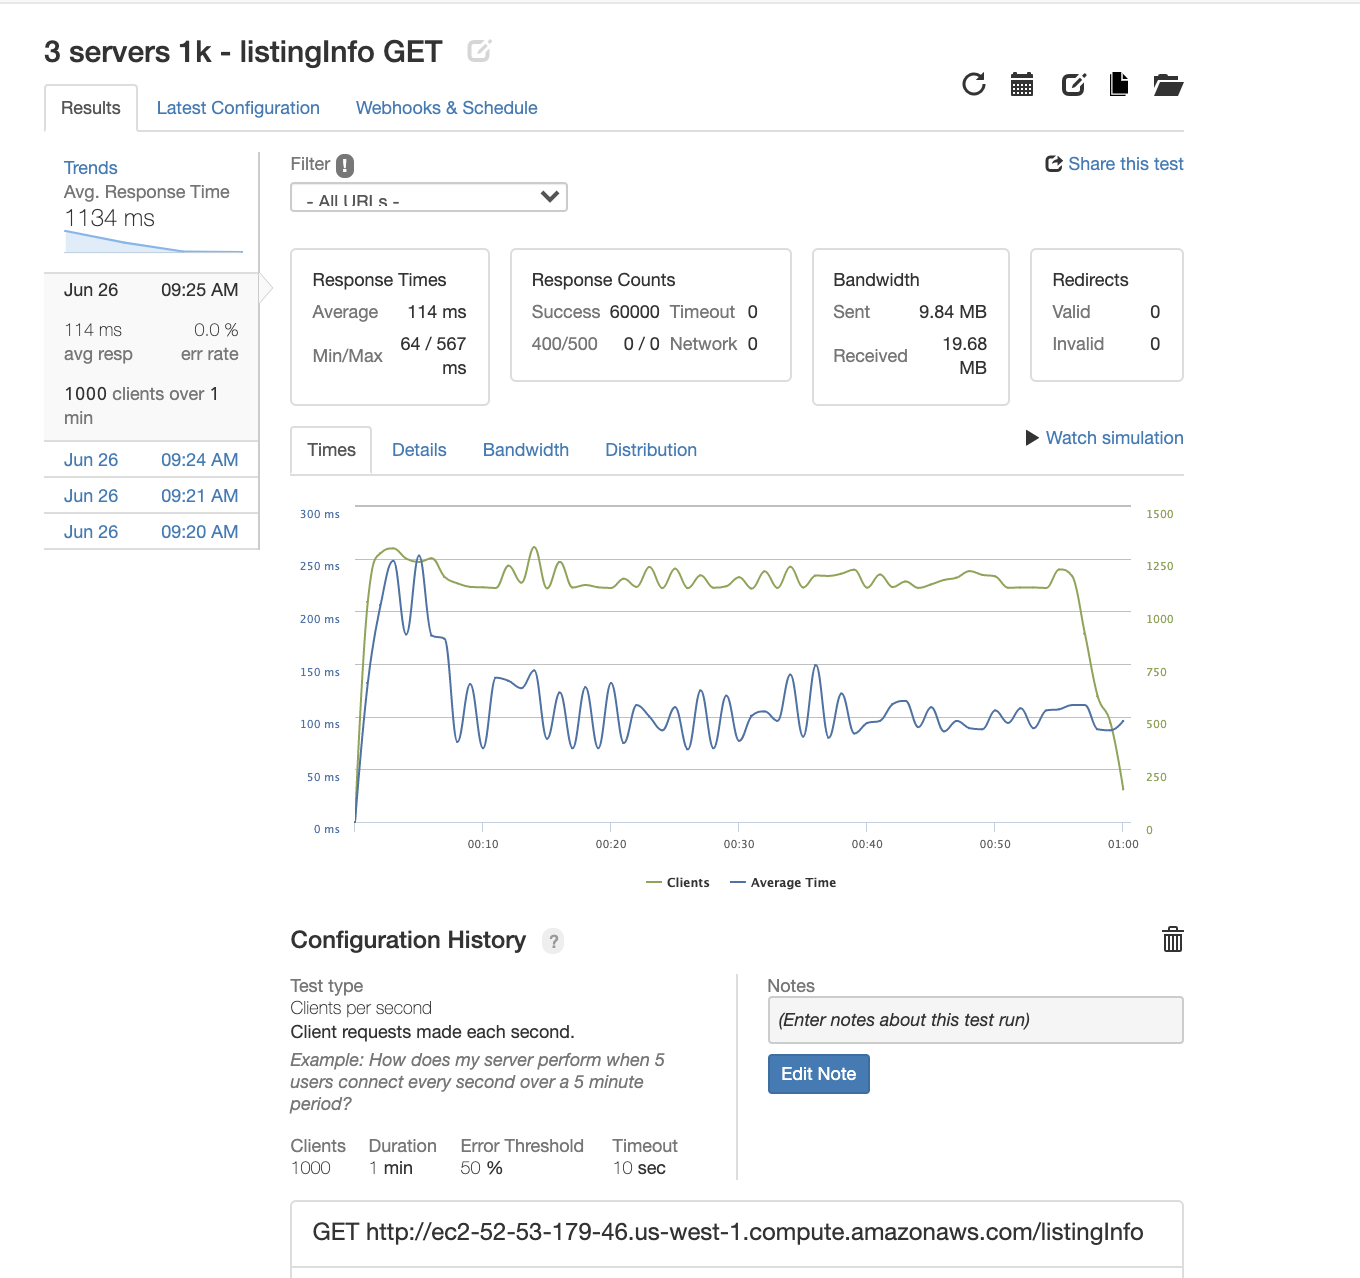 3 servers 1k - listingInfo GET
Results Latest Configuration Webhooks & Schedule
Trends
Avg. Response Time
1134 ms
Jun 26 09:25 AM
114 ms 0.0 %
avg resp err rate
1000 clients over 1
min
Jun 26 09:24 AM
Jun 26 09:21 AM
Jun 26 09:20 AM
Filter !
Share this test
- All URLs -
Response Times
Average 114 ms
Min/Max 64 / 567
ms
Response Counts
Success 60000 Timeout 0
400/500 0 / 0 Network 0
Bandwidth
Sent 9.84 MB
Received 19.68
MB
Redirects
Valid 0
Invalid 0
Times Details Bandwidth Distribution
Watch simulation
300 ms 1500
250 ms 1250
200 ms 1000
150 ms 750
100 ms 500
50 ms 250
0 ms 0
00:10 00:20 00:30 00:40 00:50 01:00
Clients Average Time
Configuration History ?
Test type
Clients per second
Client requests made each second.
Example: How does my server perform when 5
users connect every second over a 5 minute
period?
Clients Duration Error Threshold Timeout
1000 1 min 50 % 10 sec
Notes
(Enter notes about this test run)
Edit Note
GET http://ec2-52-53-179-46.us-west-1.compute.amazonaws.com/listingInfo